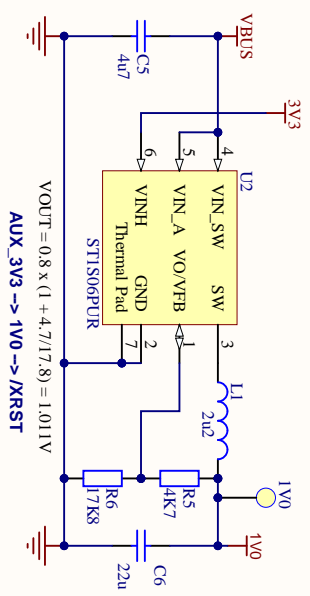 VBUS
C5
4u7
3V3
6
5
4
U2
VINH
VIN_A
VIN_SW
Thermal Pad
GND
VO/VFB
SW
ST1S06PUR
7
2
1
3
L1
2u2
VOUT = 0.8 x (1+4.7/17.8) = 1.011V
AUX_3V3 --> 1V0 --> /XRST
R6
17K8
R5
4K7
1V0
C6
22u
1V0